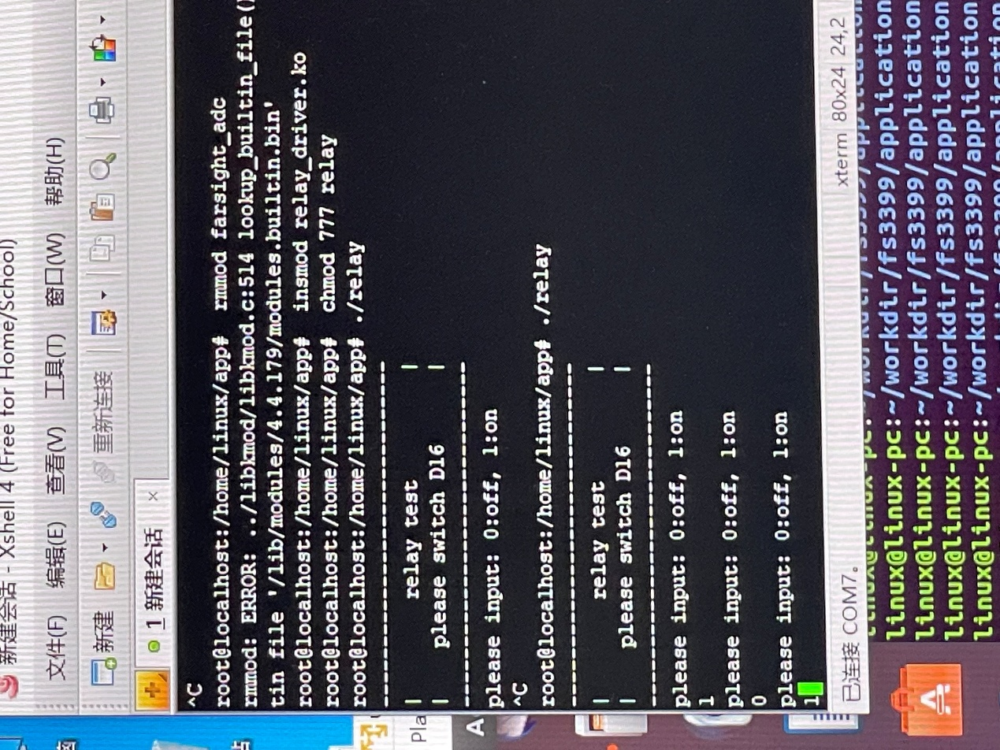 新建会话 - Xshell 4 (Free for Home/School)
文件(F) 编辑(E) 查看(V) 工具(T) 窗口(W) 帮助(H)
新建 重新连接
1 新建会话 ×
^C
root@localhost:/home/linux/app# rmmod farsight_adc
rmmod: ERROR: ../libkmod/libkmod.c:514 lookup_builtin_file()
tin file '/lib/modules/4.4.179/modules.builtin.bin'
root@localhost:/home/linux/app# insmod relay_driver.ko
root@localhost:/home/linux/app# chmod 777 relay
root@localhost:/home/linux/app# ./relay
----------------------------------------
| relay test |
| please switch D16 |
----------------------------------------
please input: 0:off, 1:on
^C
root@localhost:/home/linux/app# ./relay
----------------------------------------
| relay test |
| please switch D16 |
----------------------------------------
please input: 0:off, 1:on
1
please input: 0:off, 1:on
0
please input: 0:off, 1:on
1
已连接 COM7。 xterm 80x24 24,2
linux@linux-pc:~/workdir/fs3399/application
linux@linux-pc:~/workdir/fs3399/application
linux@linux-pc:~/workdir/fs3399/application
linux@linux-pc:~/workdir/fs3399/application
linux@linux-pc:~/workdir/fs3399/application
Pla
A